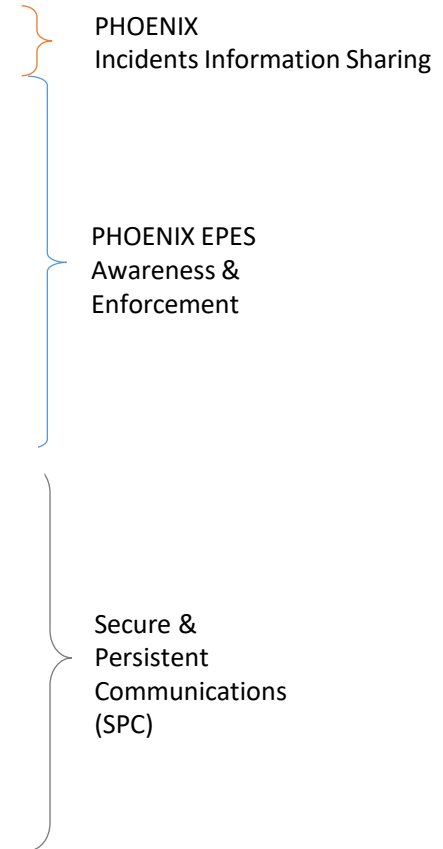 PHOENIX
Incidents Information Sharing
PHOENIX EPES
Awareness &
Enforcement
Secure &
Persistent
Communications
(SPC)